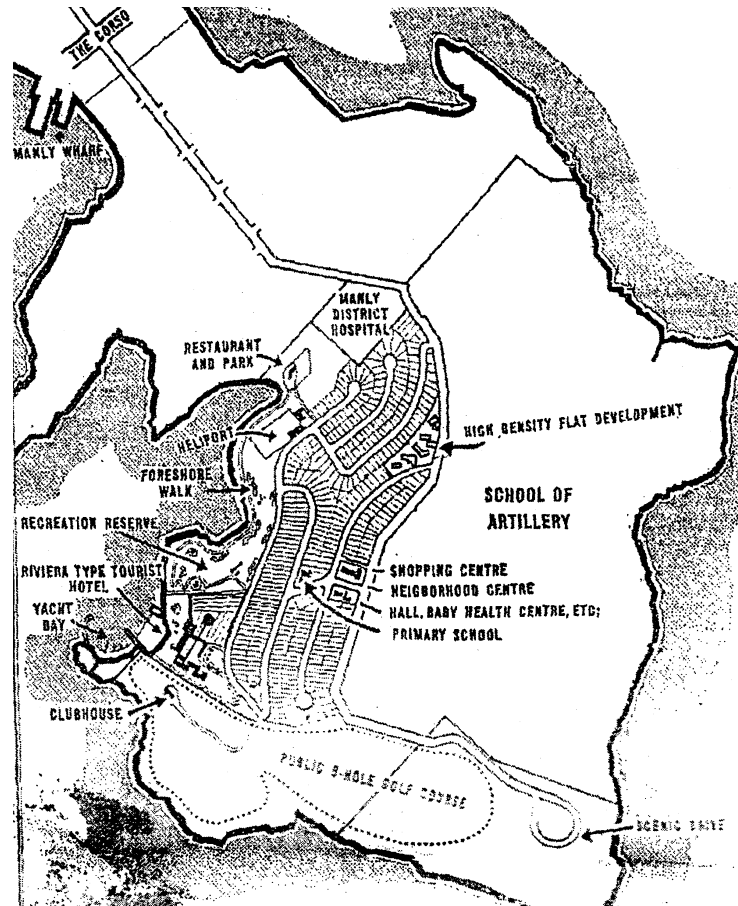 THE CORSO
MANLY WHARF
MANLY
DISTRICT
HOSPITAL
RESTAURANT
AND PARK
HELIPORT
HIGH DENSITY FLAT DEVELOPMENT
FORESHORE
WALK
SCHOOL OF
ARTILLERY
RECREATION RESERVE
RIVIERA TYPE TOURIST
HOTEL
YACHT
BAY
SHOPPING CENTRE
NEIGBORHOOD CENTRE
HALL, BABY HEALTH CENTRE, ETC;
PRIMARY SCHOOL
CLUBHOUSE
PUBLIC 9-HOLE GOLF COURSE
SCENIC DRIVE